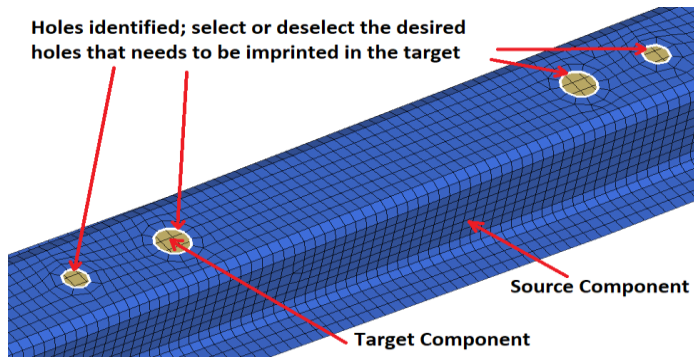 Holes identified; select or deselect the desired
holes that needs to be imprinted in the target
Source Component
Target Component